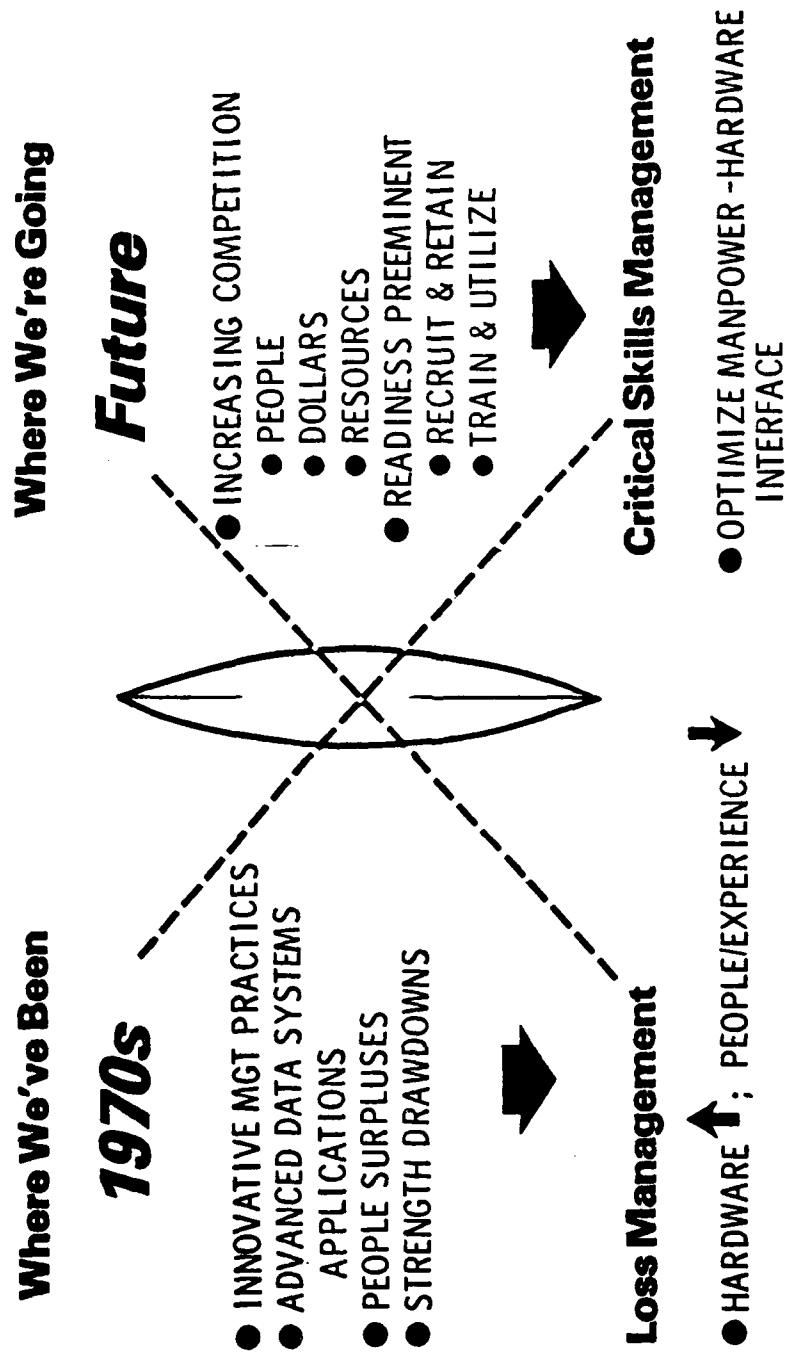 Where We've Been
1970s
● INNOVATIVE MGT PRACTICES
● ADVANCED DATA SYSTEMS
APPLICATIONS
● PEOPLE SURPLUSES
● STRENGTH DRAWDOWNS
Loss Management
● HARDWARE ⬆; PEOPLE/EXPERIENCE ⬇
Where We're Going
Future
● INCREASING COMPETITION
● PEOPLE
● DOLLARS
● RESOURCES
● READINESS PREEMINENT
● RECRUIT & RETAIN
● TRAIN & UTILIZE
Critical Skills Management
● OPTIMIZE MANPOWER-HARDWARE
INTERFACE